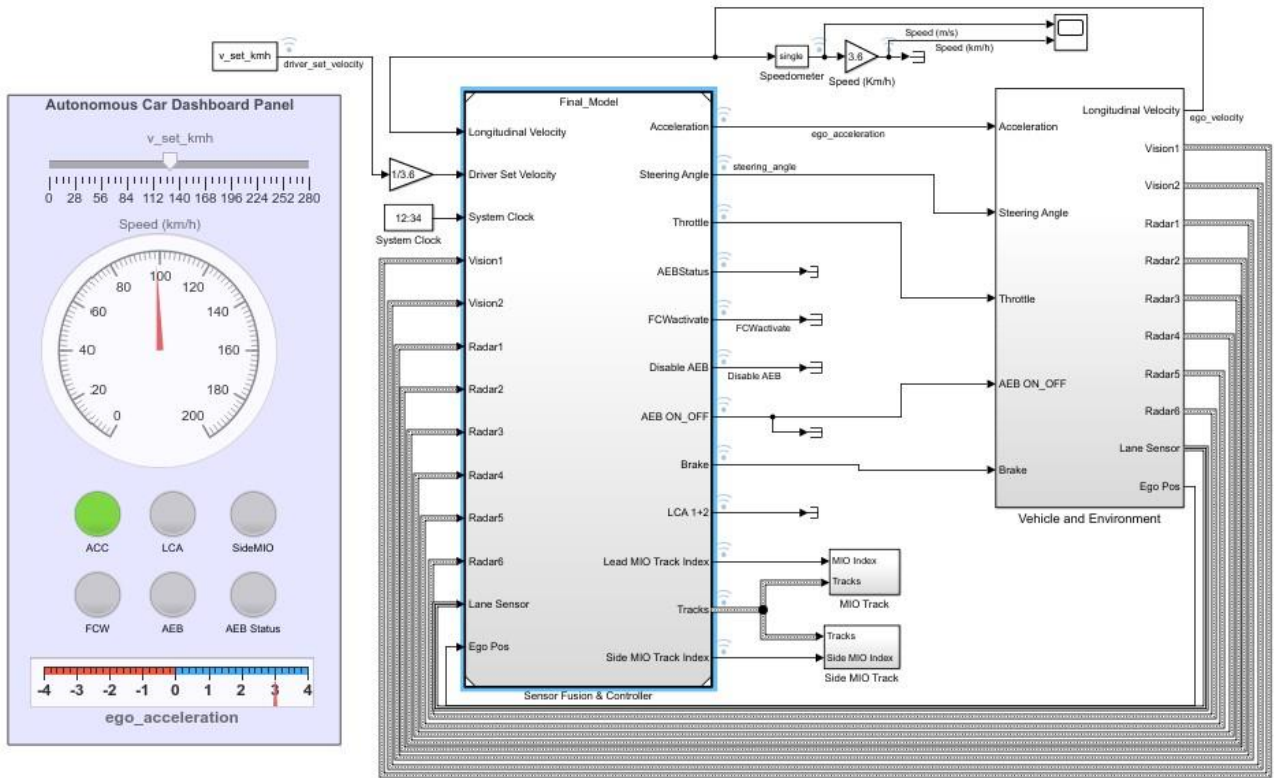 v_set_kmh
driver_set_velocity
single
Speedometer
3.6
Speed (Km/h)
Speed (m/s)
Speed (km/h)
Autonomous Car Dashboard Panel
v_set_kmh
0 28 56 84 112 140 168 196 224 252 280
Speed (km/h)
0 20 40 60 80 100 120 140 160 180 200
ACC
LCA
SideMIO
FCW
AEB
AEB Status
-4 -3 -2 -1 0 1 2 3 4
ego_acceleration
1/3.6
12:34
System Clock
Final_Model
Longitudinal Velocity
Driver Set Velocity
System Clock
Vision1
Vision2
Radar1
Radar2
Radar3
Radar4
Radar5
Radar6
Lane Sensor
Ego Pos
Acceleration
Steering Angle
Throttle
AEBStatus
FCWactivate
Disable AEB
AEB ON_OFF
Brake
LCA 1+2
Lead MIO Track Index
Tracks
Side MIO Track Index
Sensor Fusion & Controller
ego_acceleration
steering_angle
FCWactivate
Disable AEB
MIO Index
Tracks
MIO Track
Tracks
Side MIO Index
Side MIO Track
Acceleration
Steering Angle
Throttle
AEB ON_OFF
Brake
Longitudinal Velocity
Vision1
Vision2
Radar1
Radar2
Radar3
Radar4
Radar5
Radar6
Lane Sensor
Ego Pos
Vehicle and Environment
ego_velocity